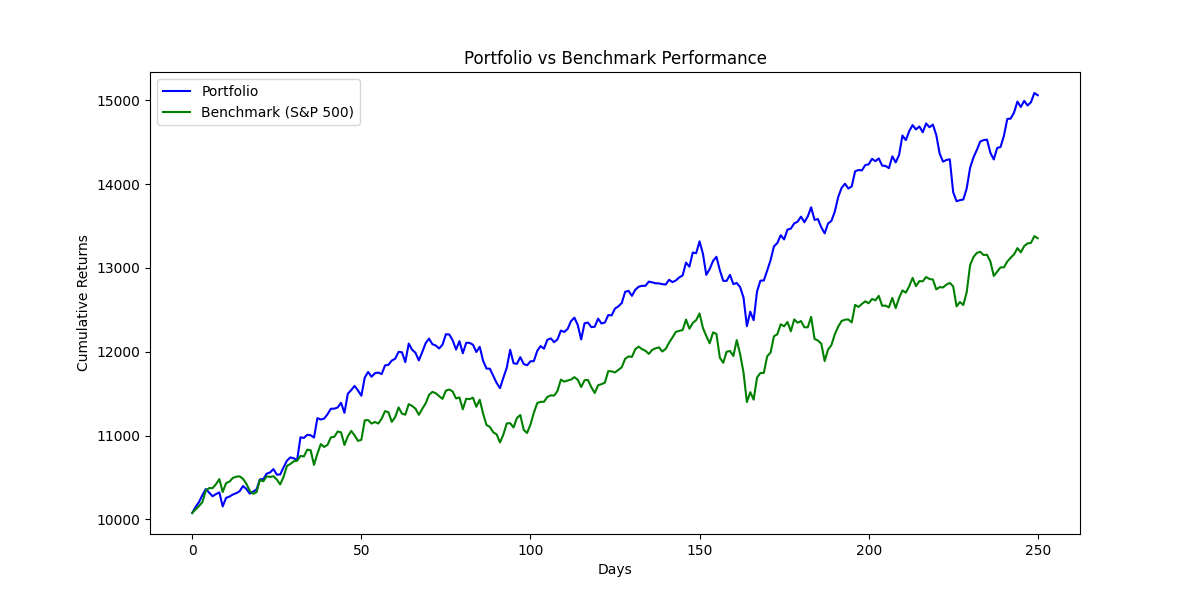 Portfolio vs Benchmark Performance
Portfolio
Benchmark (S&P 500)
Cumulative Returns
15000
14000
13000
12000
11000
10000
0 50 100 150 200 250
Days